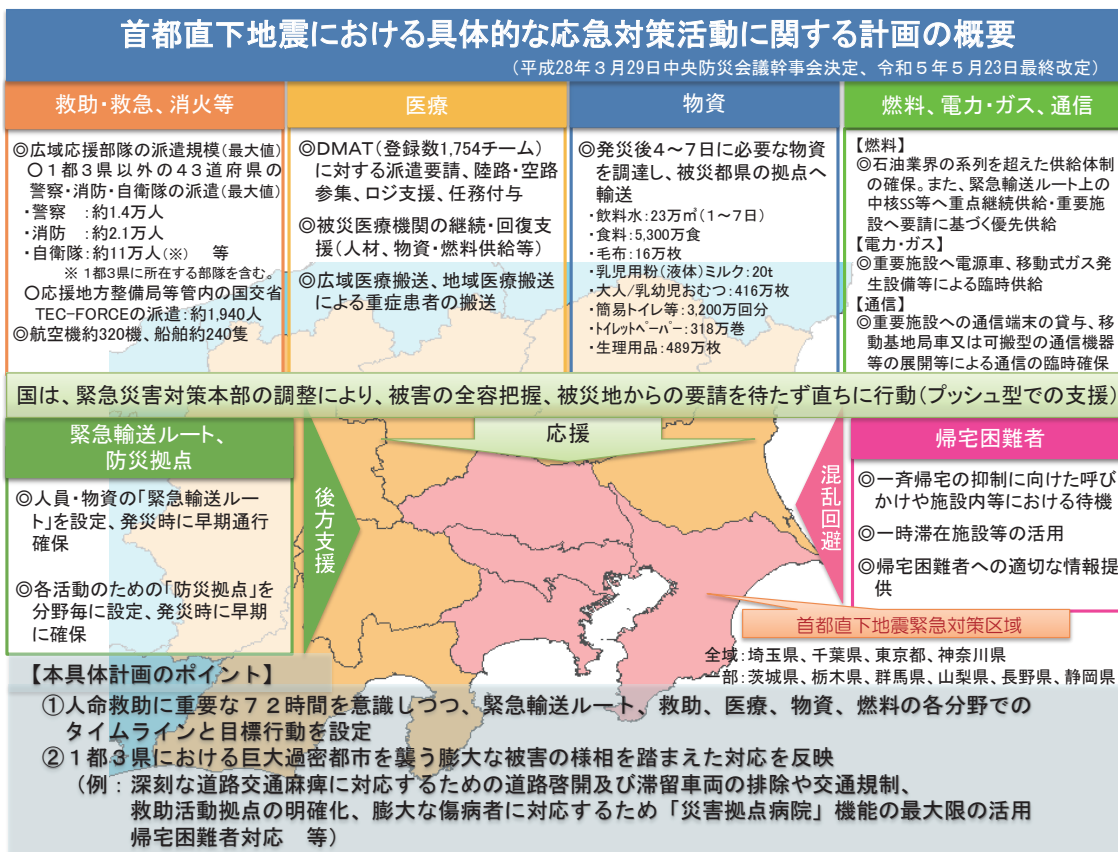 首都直下地震における具体的な応急対策活動に関する計画の概要
(平成28年3月29日中央防災会議幹事会決定、令和5年5月23日最終改定)
救助・救急、消火等
◎広域応援部隊の派遣規模(最大値)
〇1都3県以外の43道府県の
警察・消防・自衛隊の派遣(最大値)
・警察 :約1.4万人
・消防 :約2.1万人
・自衛隊:約11万人(※) 等
※ 1都3県に所在する部隊を含む。
〇応援地方整備局等管内の国交省
TEC-FORCEの派遣:約1,940人
◎航空機約320機、船舶約240隻
医療
◎DMAT(登録数1,754チーム)
に対する派遣要請、陸路・空路
参集、ロジ支援、任務付与
◎被災医療機関の継続・回復支
援(人材、物資・燃料供給等)
◎広域医療搬送、地域医療搬送
による重症患者の搬送
物資
◎発災後4~7日に必要な物資
を調達し、被災都県の拠点へ
輸送
・飲料水:23万㎥(1~7日)
・食料:5,300万食
・毛布:16万枚
・乳児用粉(液体)ミルク:20t
・大人/乳幼児おむつ:416万枚
・簡易トイレ等:3,200万回分
・トイレットペーパー:318万巻
・生理用品:489万枚
燃料、電力・ガス、通信
【燃料】
◎石油業界の系列を超えた供給体制
の確保。また、緊急輸送ルート上の
中核SS等へ重点継続供給・重要施
設へ要請に基づく優先供給
【電力・ガス】
◎重要施設へ電源車、移動式ガス発
生設備等による臨時供給
【通信】
◎重要施設への通信端末の貸与、移
動基地局車又は可搬型の通信機器
等の展開等による通信の臨時確保
国は、緊急災害対策本部の調整により、被害の全容把握、被災地からの要請を待たず直ちに行動(プッシュ型での支援)
緊急輸送ルート、
防災拠点
◎人員・物資の「緊急輸送ルー
ト」を設定、発災時に早期通行
確保
◎各活動のための「防災拠点」を
分野毎に設定、発災時に早期
に確保
後方支援
応援
混乱回避
帰宅困難者
◎一斉帰宅の抑制に向けた呼び
かけや施設内等における待機
◎一時滞在施設等の活用
◎帰宅困難者への適切な情報提
供
首都直下地震緊急対策区域
全域:埼玉県、千葉県、東京都、神奈川県
一部:茨城県、栃木県、群馬県、山梨県、長野県、静岡県
【本具体計画のポイント】
①人命救助に重要な72時間を意識しつつ、緊急輸送ルート、救助、医療、物資、燃料の各分野での
タイムラインと目標行動を設定
②1都3県における巨大過密都市を襲う膨大な被害の様相を踏まえた対応を反映
(例:深刻な道路交通麻痺に対応するための道路啓開及び滞留車両の排除や交通規制、
救助活動拠点の明確化、膨大な傷病者に対応するため「災害拠点病院」機能の最大限の活用
帰宅困難者対応 等)